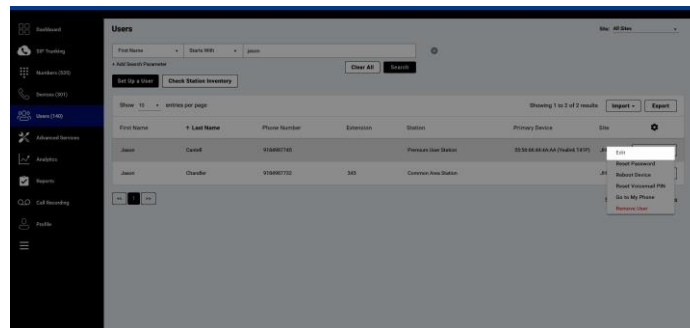 Dashboard
Users
Site: All Sites
SIP Trunking
First Name
Starts With
jason
+ Add Search Parameter
Clear All
Search
Numbers (535)
Set Up a User
Check Station Inventory
Devices (301)
Show 10 entries per page
Showing 1 to 2 of 2 results
Import
Export
Users (140)
First Name
Last Name
Phone Number
Extension
Station
Primary Device
Site
Advanced Services
Jason
Cantell
Premium User Station
Edit
Analytics
Reset Password
Jason
Chandler
Common Area Station
Reboot Device
Reports
Reset Voicemail PIN
<<
1
>>
Go to My Phone
Call Recording
Remove User
Profile